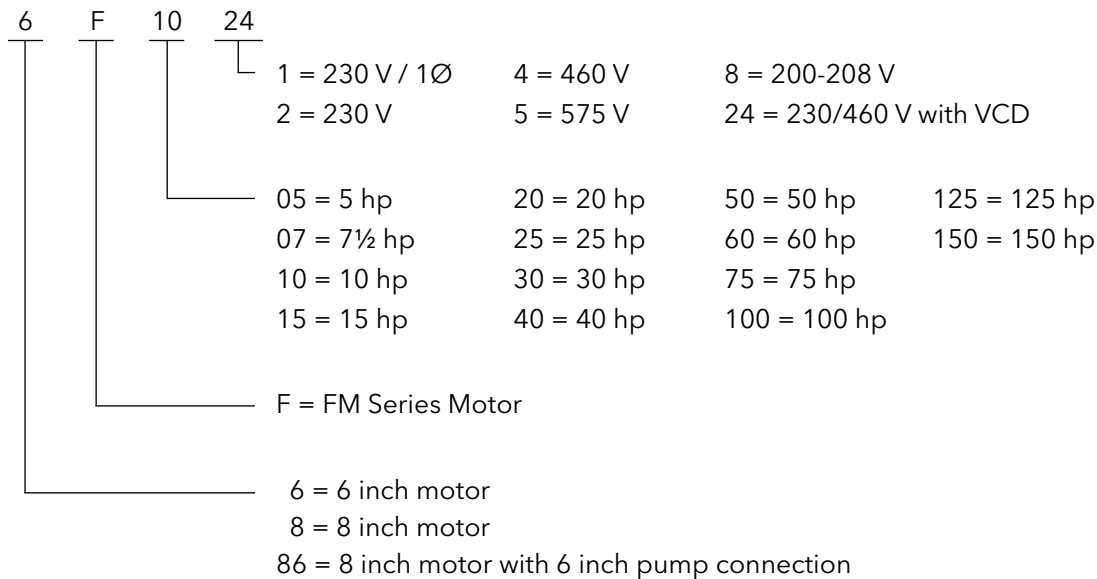 6 F 10 24
1 = 230 V / 1Ø 4 = 460 V 8 = 200-208 V
2 = 230 V 5 = 575 V 24 = 230/460 V with VCD
05 = 5 hp 20 = 20 hp 50 = 50 hp 125 = 125 hp
07 = 7½ hp 25 = 25 hp 60 = 60 hp 150 = 150 hp
10 = 10 hp 30 = 30 hp 75 = 75 hp
15 = 15 hp 40 = 40 hp 100 = 100 hp
F = FM Series Motor
6 = 6 inch motor
8 = 8 inch motor
86 = 8 inch motor with 6 inch pump connection